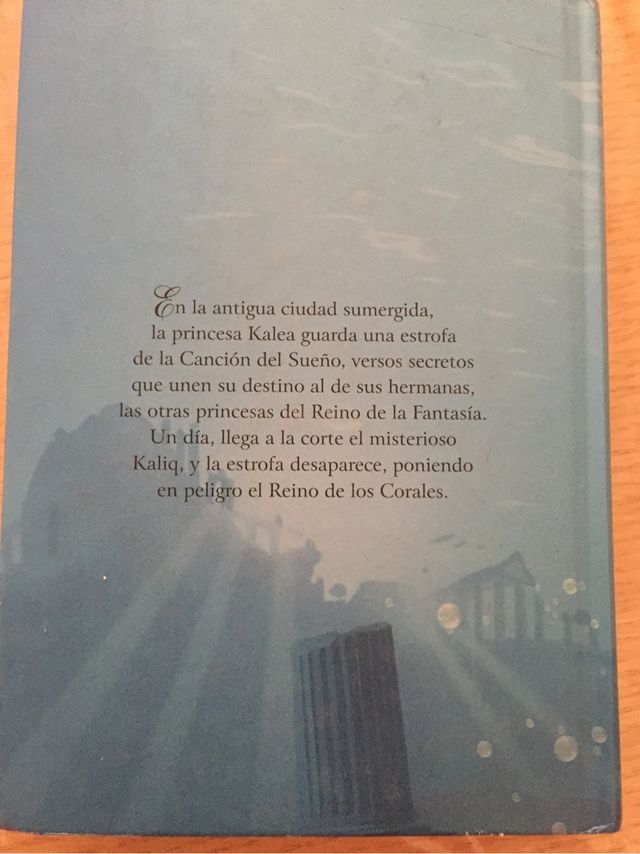 En la antigua ciudad sumergida,
la princesa Kalea guarda una estrofa
de la Canción del Sueño, versos secretos
que unen su destino al de sus hermanas,
las otras princesas del Reino de la Fantasía.
Un día, llega a la corte el misterioso
Kaliq, y la estrofa desaparece, poniendo
en peligro el Reino de los Corales.